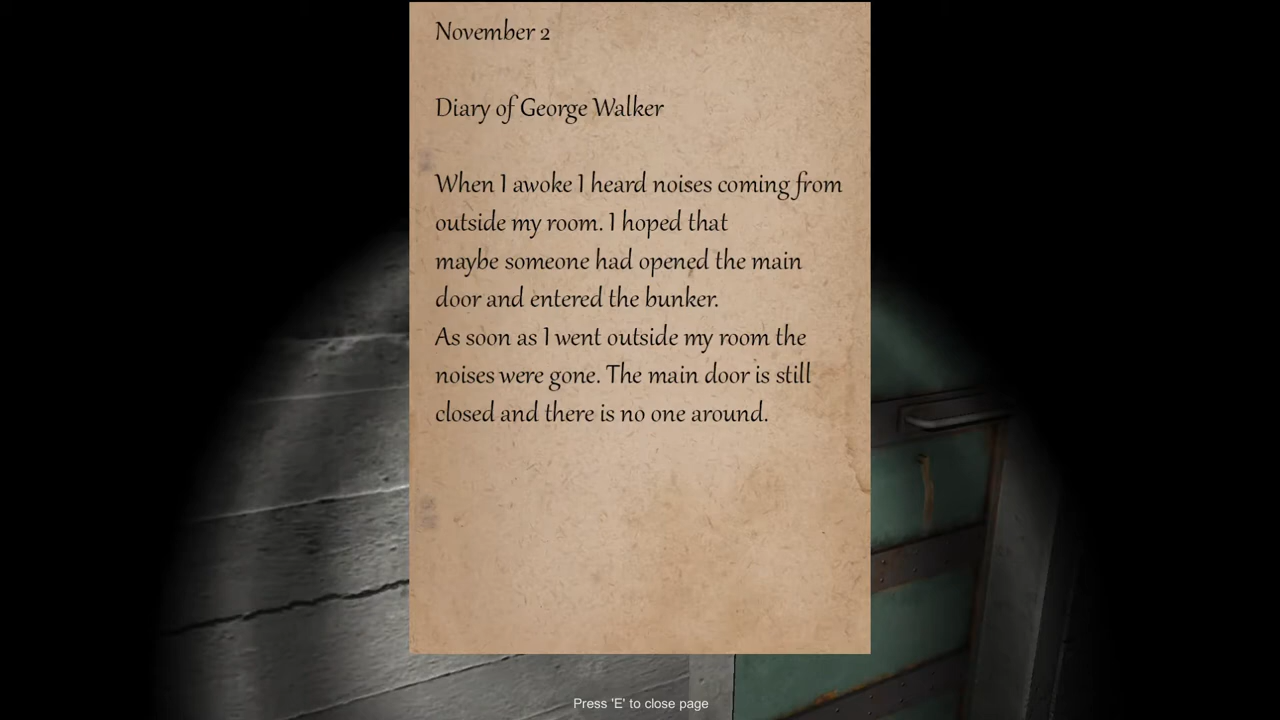 November 2
Diary of George Walker
When I awoke I heard noises coming from
outside my room. I hoped that
maybe someone had opened the main
door and entered the bunker.
As soon as I went outside my room the
noises were gone. The main door is still
closed and there is no one around.
Press 'E' to close page